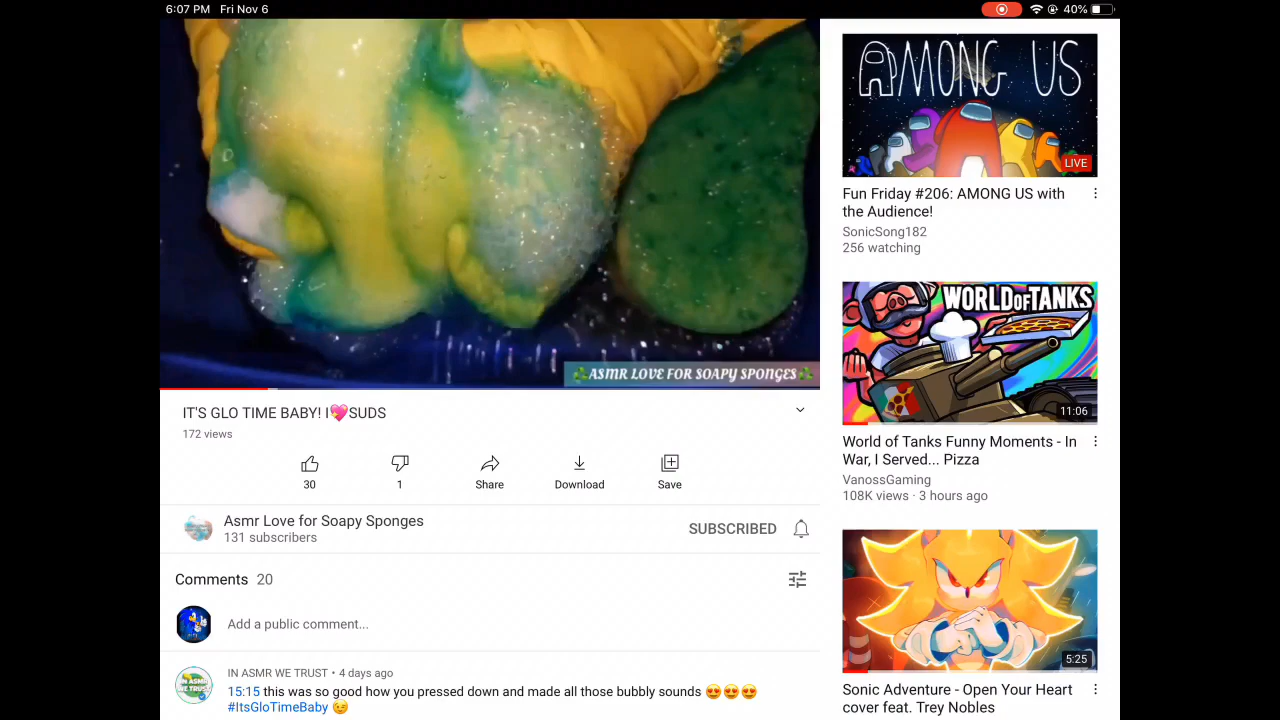 6:07 PM Fri Nov 6
40%
ASMR LOVE FOR SOAPY SPONGES
IT'S GLO TIME BABY! I💖SUDS
172 views
30
1
Share
Download
Save
Asmr Love for Soapy Sponges
131 subscribers
SUBSCRIBED
Comments 20
Add a public comment...
IN ASMR WE TRUST • 4 days ago
15:15 this was so good how you pressed down and made all those bubbly sounds 😍😍😍
#ItsGloTimeBaby 😉
IN ASMR
WE TRUST
AMONG US
LIVE
Fun Friday #206: AMONG US with
the Audience!
SonicSong182
256 watching
WORLD OF TANKS
11:06
World of Tanks Funny Moments - In
War, I Served... Pizza
VanossGaming
108K views · 3 hours ago
5:25
Sonic Adventure - Open Your Heart
cover feat. Trey Nobles